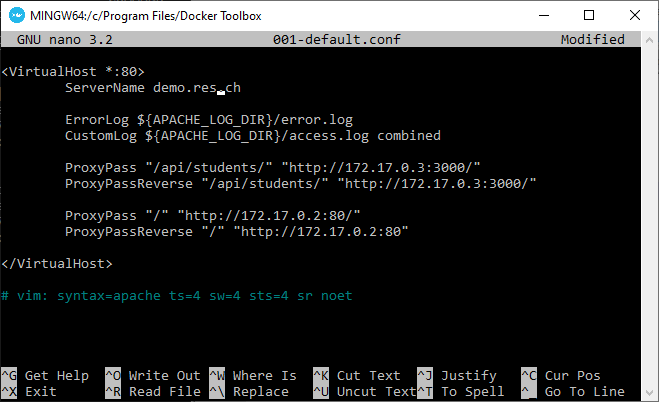 MINGW64:/c/Program Files/Docker Toolbox
GNU nano 3.2 001-default.conf Modified
<VirtualHost *:80>
ServerName demo.res.ch
ErrorLog ${APACHE_LOG_DIR}/error.log
CustomLog ${APACHE_LOG_DIR}/access.log combined
ProxyPass "/api/students/" "http://172.17.0.3:3000/"
ProxyPassReverse "/api/students/" "http://172.17.0.3:3000/"
ProxyPass "/" "http://172.17.0.2:80/"
ProxyPassReverse "/" "http://172.17.0.2:80"
</VirtualHost>
# vim: syntax=apache ts=4 sw=4 sts=4 sr noet
^G Get Help ^O Write Out ^W Where Is ^K Cut Text ^J Justify ^C Cur Pos
^X Exit ^R Read File ^\ Replace ^U Uncut Text ^T To Spell ^_ Go To Line